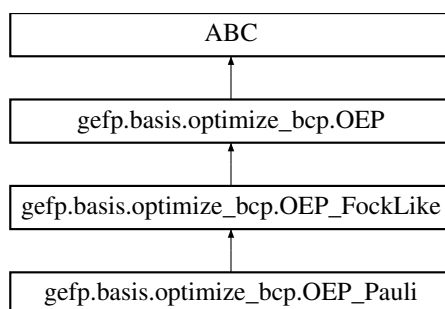 ABC
gefp.basis.optimize_bcp.OEP
gefp.basis.optimize_bcp.OEP_FockLike
gefp.basis.optimize_bcp.OEP_Pauli